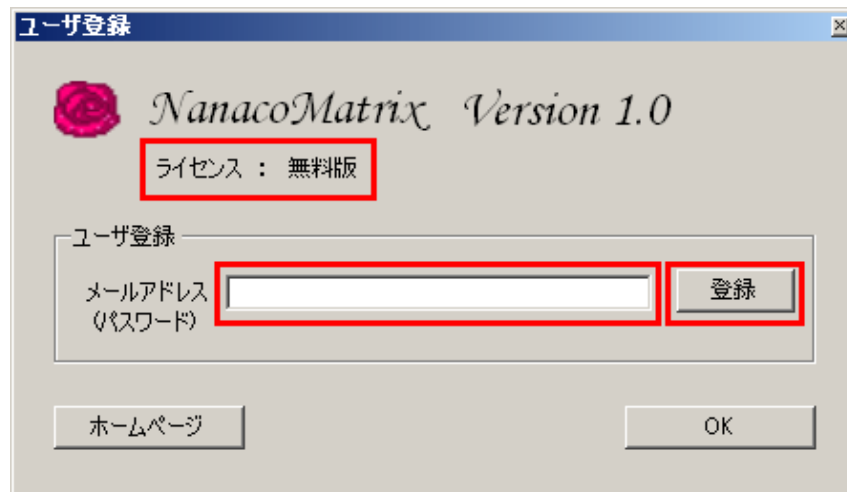 ユーザ登録
NanacoMatrix Version 1.0
ライセンス : 無料版
ユーザ登録
メールアドレス
(パスワード)
登録
ホームページ
OK